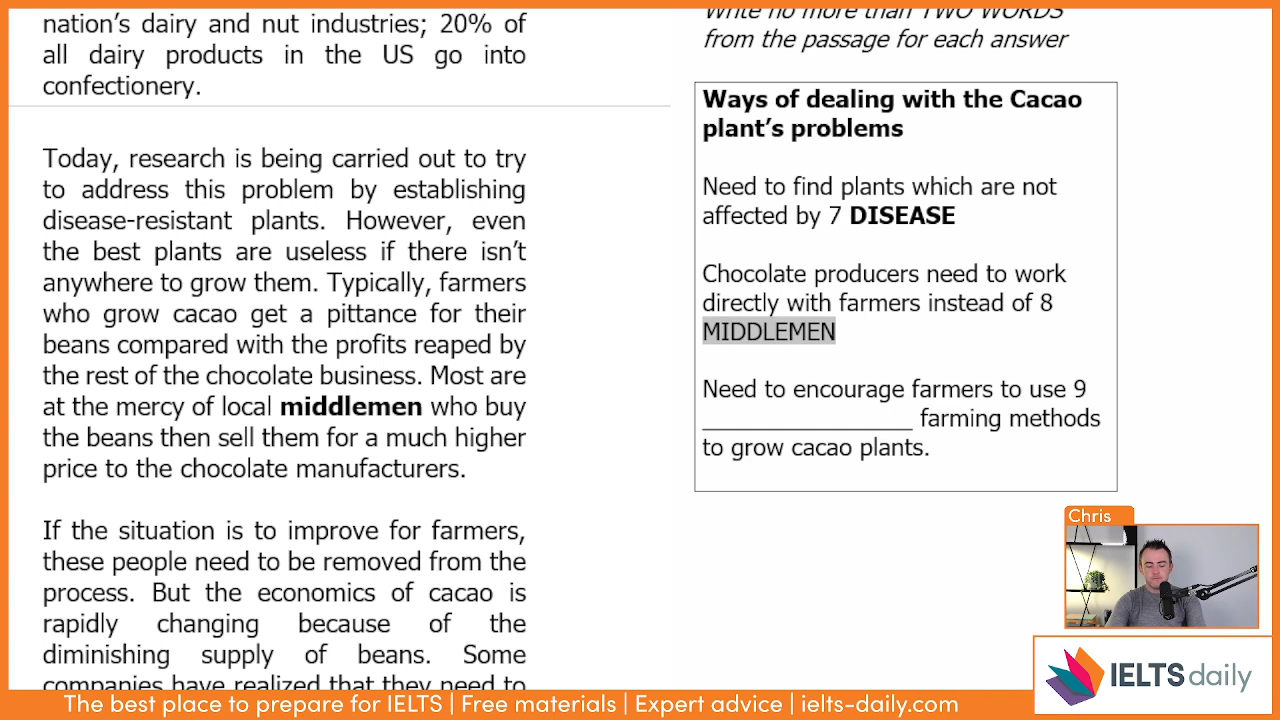 nation's dairy and nut industries; 20% of
all dairy products in the US go into
confectionery.
Today, research is being carried out to try
to address this problem by establishing
disease-resistant plants. However, even
the best plants are useless if there isn't
anywhere to grow them. Typically, farmers
who grow cacao get a pittance for their
beans compared with the profits reaped by
the rest of the chocolate business. Most are
at the mercy of local middlemen who buy
the beans then sell them for a much higher
price to the chocolate manufacturers.
If the situation is to improve for farmers,
these people need to be removed from the
process. But the economics of cacao is
rapidly changing because of the
diminishing supply of beans. Some
companies have realized that they need to
Write no more than TWO WORDS
from the passage for each answer
Ways of dealing with the Cacao
plant's problems
Need to find plants which are not
affected by 7 DISEASE
Chocolate producers need to work
directly with farmers instead of 8
MIDDLEMEN
Need to encourage farmers to use 9
________________ farming methods
to grow cacao plants.
Chris
IELTS daily
The best place to prepare for IELTS | Free materials | Expert advice | ielts-daily.com